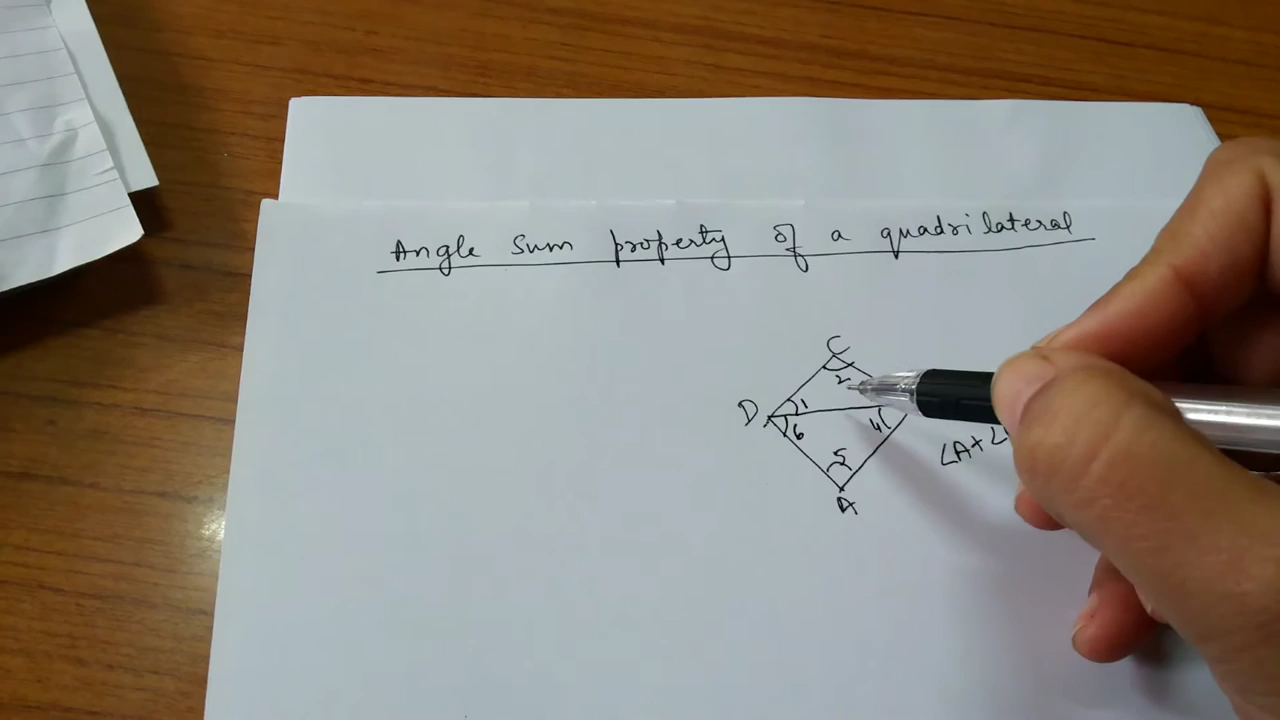 Angle Sum property of a quadrilateral
C
2
D 1
6 4
∠A+∠
5
A